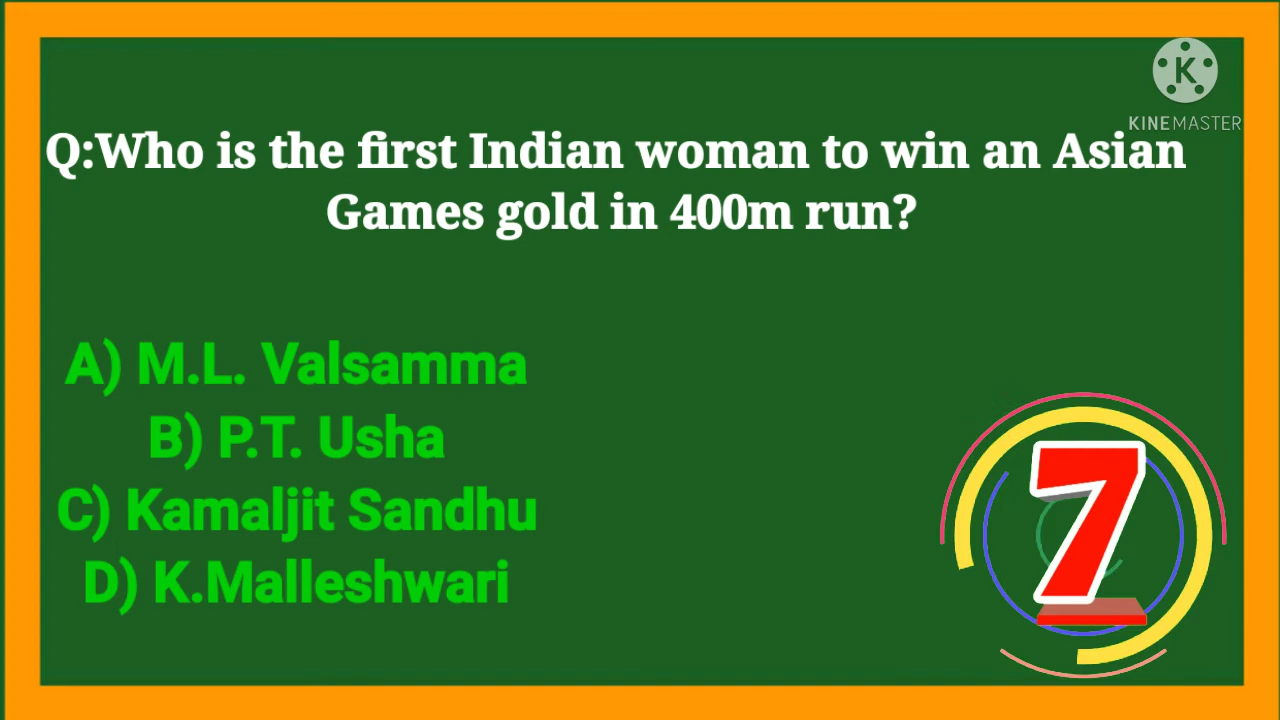 K
KINEMASTER
Q:Who is the first Indian woman to win an Asian
Games gold in 400m run?
A) M.L. Valsamma
B) P.T. Usha
C) Kamaljit Sandhu
D) K.Malleshwari
7